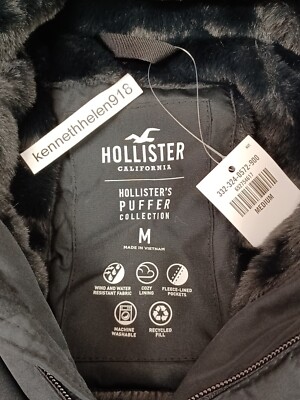 kennethhelen918
HOLLISTER
CALIFORNIA
HOLLISTER'S
PUFFER
COLLECTION
M
MADE IN VIETNAM
WIND AND WATER
RESISTANT FABRIC
COZY
LINING
FLEECE-LINED
POCKETS
MACHINE
WASHABLE
RECYCLED
FILL
332-324-0572-900
MEDIUM